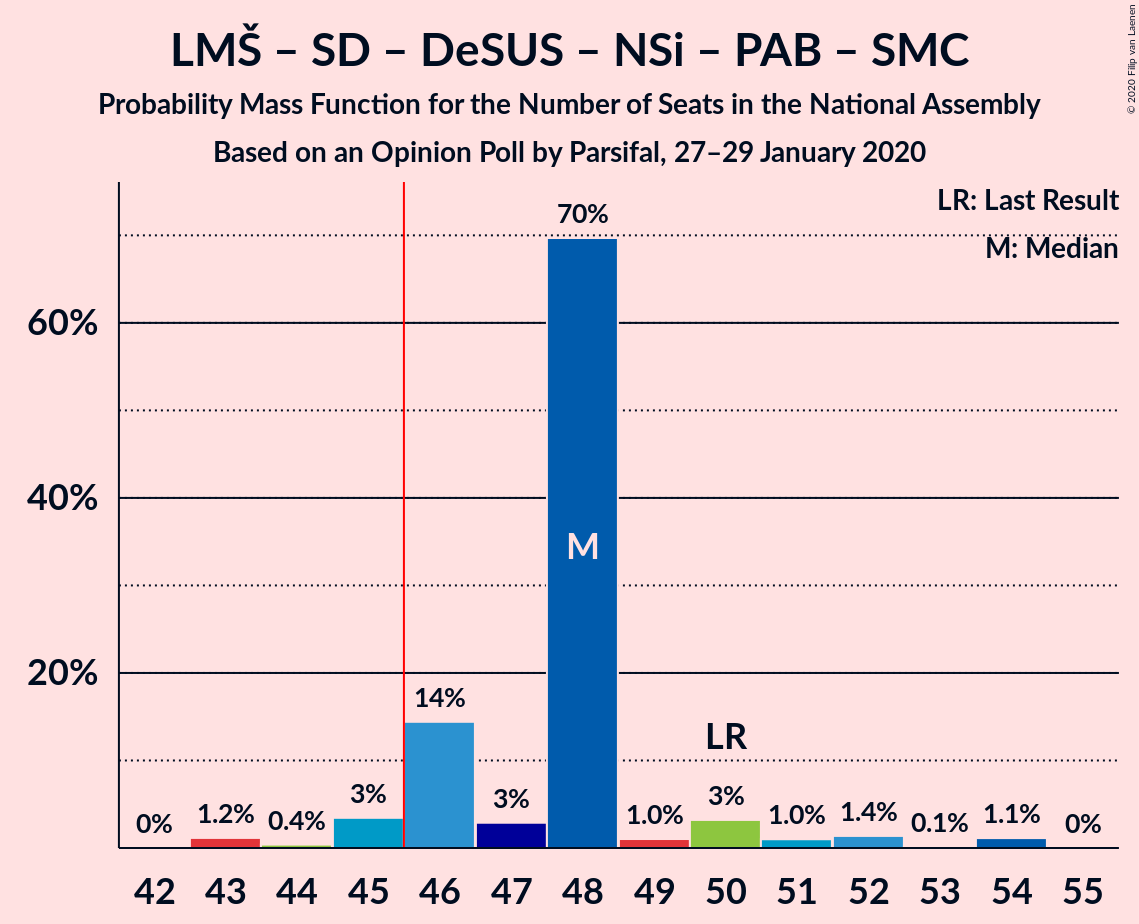 LMŠ – SD – DeSUS – NSi – PAB – SMC
Probability Mass Function for the Number of Seats in the National Assembly
Based on an Opinion Poll by Parsifal, 27–29 January 2020
© 2020 Filip van Laenen
LR: Last Result
M: Median
60%
40%
20%
0%
1.2%
0.4%
3%
14%
3%
70%
M
1.0%
LR
3%
1.0%
1.4%
0.1%
1.1%
0%
42 43 44 45 46 47 48 49 50 51 52 53 54 55